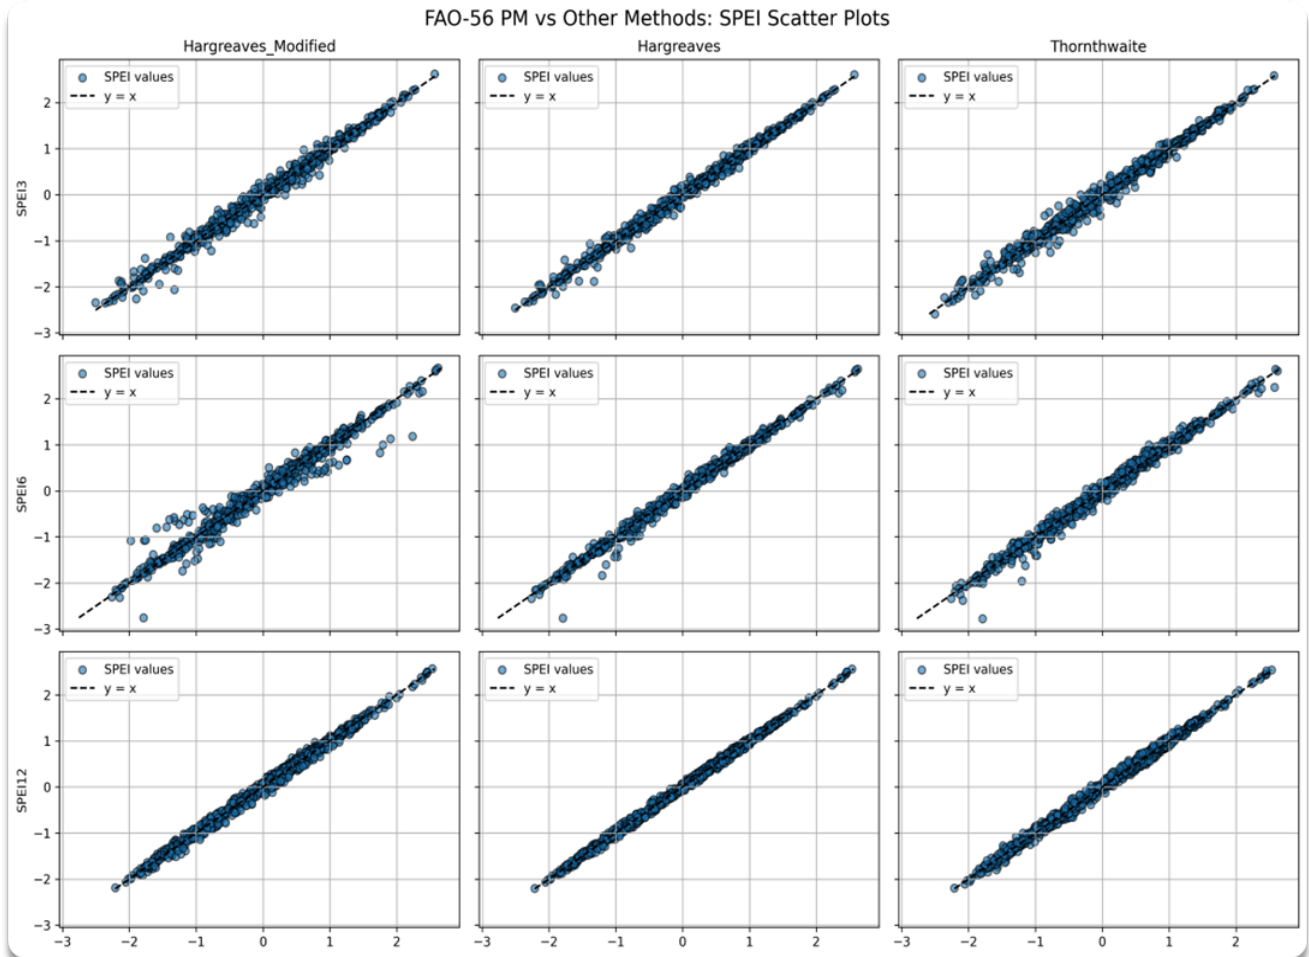 FAO-56 PM vs Other Methods: SPEI Scatter Plots
Hargreaves_Modified Hargreaves Thornthwaite
SPEI values SPEI values SPEI values
y = x y = x y = x
2
1
0
−1
−2
−3
SPEI3
SPEI values SPEI values SPEI values
y = x y = x y = x
2
1
0
−1
−2
−3
SPEI6
SPEI values SPEI values SPEI values
y = x y = x y = x
2
1
0
−1
−2
−3
SPEI12
−3 −2 −1 0 1 2 −3 −2 −1 0 1 2 −3 −2 −1 0 1 2